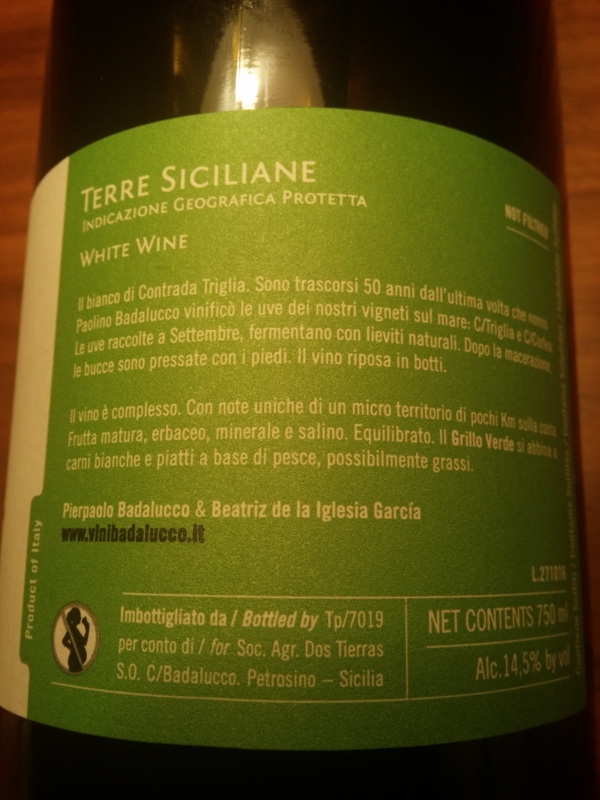 TERRE SICILIANE
INDICAZIONE GEOGRAFICA PROTETTA
NOT FILTRED
WHITE WINE
Il bianco di Contrada Triglia. Sono trascorsi 50 anni dall'ultima volta che nonno
Paolino Badalucco vinificò le uve dei nostri vigneti sul mare: C/Triglia e
Le uve raccolte a Settembre, fermentano con lieviti naturali. Dopo la macerazione,
le bucce sono pressate con i piedi. Il vino riposa in botti.
Il vino è complesso. Con note uniche di un micro territorio di pochi Km sulla costa.
Frutta matura, erbaceo, minerale e salino. Equilibrato. Il Grillo Verde si abbina a
carni bianche e piatti a base di pesce, possibilmente grassi.
Pierpaolo Badalucco & Beatriz de la Iglesia García
www.vinibadalucco.it
Product of Italy
L.271016
Imbottigliato da / Bottled by Tp/7019
per conto di / for Soc. Agr. Dos Tierras
S.O. C/Badalucco. Petrosino – Sicilia
NET CONTENTS 750 ml
Alc.14,5% by vol
Contiene Solfiti / Contains Sulfites